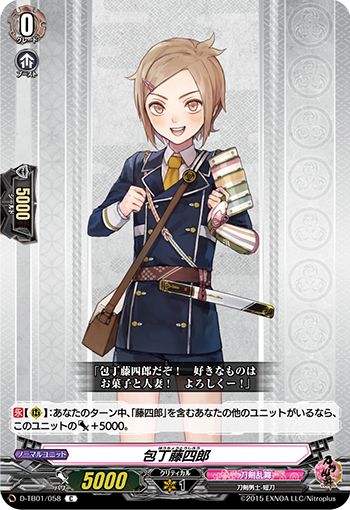 0
グレード
ブースト
5000
シールド
「包丁藤四郎だぞ！　好きなものは
お菓子と人妻！　よろしくー！」
永【R】：あなたのターン中、「藤四郎」を含むあなたの他のユニットがいるなら、
このユニットの+5000。
ノーマルユニット
ほうちょうとうしろう
包丁藤四郎
パワー 5000
クリティカル
1
刀剣乱舞
刀剣男士・短刀
D-TB01/058 C
©2015 EXNOA LLC/Nitroplus